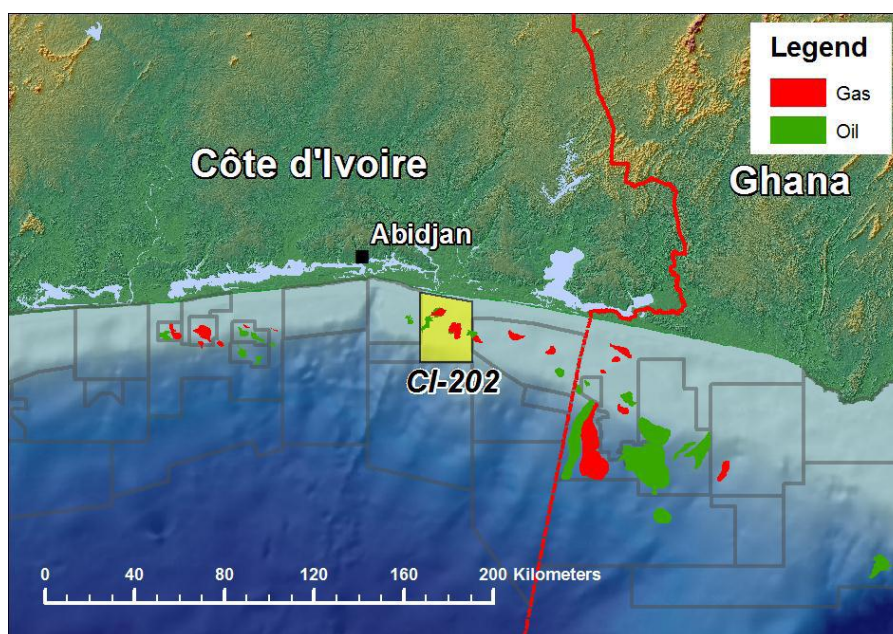 Legend
Gas
Oil
Côte d'Ivoire
Ghana
Abidjan
CI-202
0 40 80 120 160 200 Kilometers